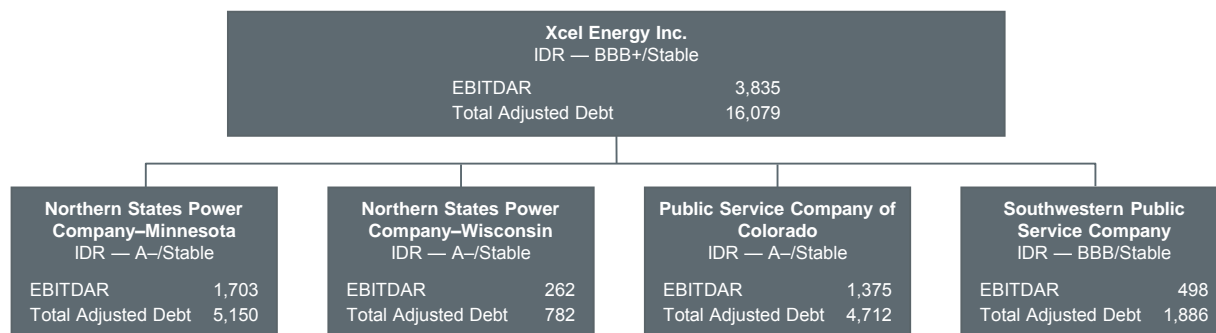 Xcel Energy Inc.
IDR — BBB+/Stable
EBITDAR 3,835
Total Adjusted Debt 16,079
Northern States Power
Company–Minnesota
IDR — A–/Stable
EBITDAR 1,703
Total Adjusted Debt 5,150
Northern States Power
Company–Wisconsin
IDR — A–/Stable
EBITDAR 262
Total Adjusted Debt 782
Public Service Company of
Colorado
IDR — A–/Stable
EBITDAR 1,375
Total Adjusted Debt 4,712
Southwestern Public
Service Company
IDR — BBB/Stable
EBITDAR 498
Total Adjusted Debt 1,886